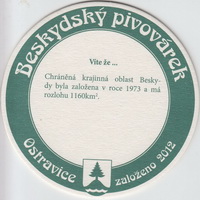 Beskydský pivovárek
Víte že ...
Chráněná krajinná oblast Besky-
dy byla založena v roce 1973 a má
rozlohu 1160km².
Ostravice
založeno 2012